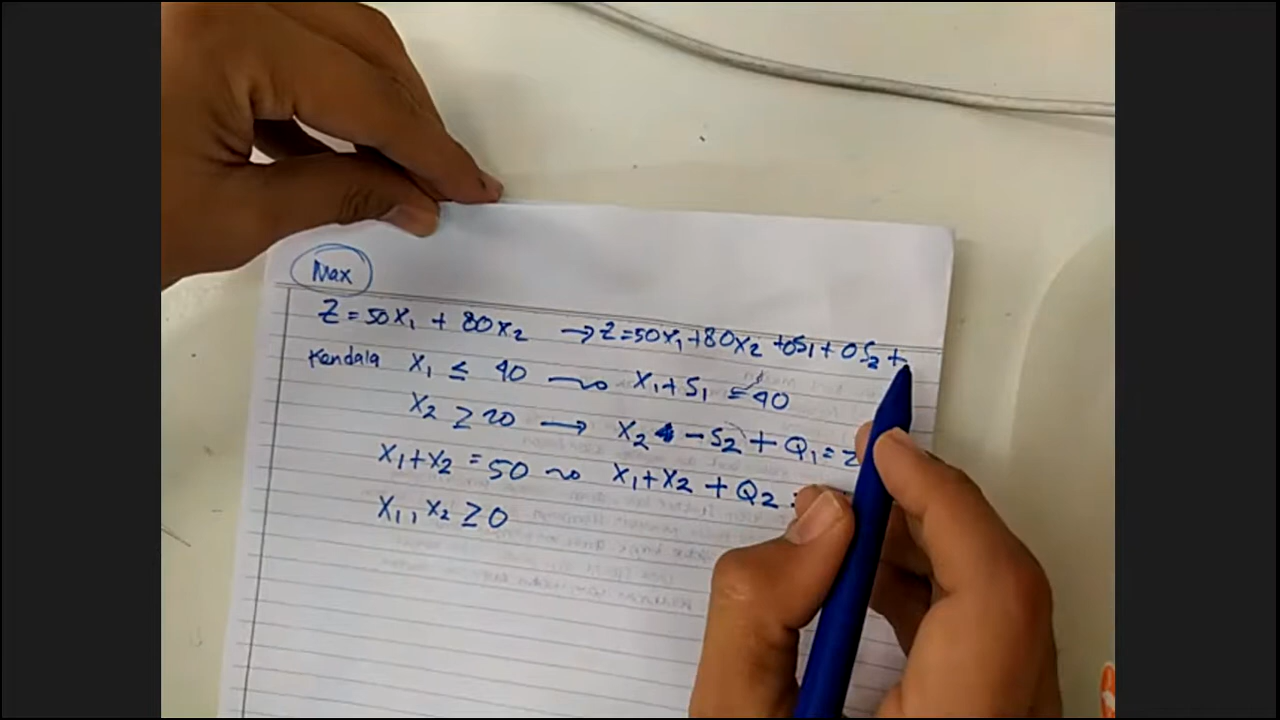 Max
Z = 50X₁ + 80X₂ → Z = 50X₁ + 80X₂ + 0S₁ + 0S₂ +
Kendala X₁ ≤ 40 → X₁ + S₁ = 40
X₂ ≥ 20 → X₂ - S₂ + Q₁ = 2
X₁ + X₂ = 50 → X₁ + X₂ + Q₂ =
X₁, X₂ ≥ 0